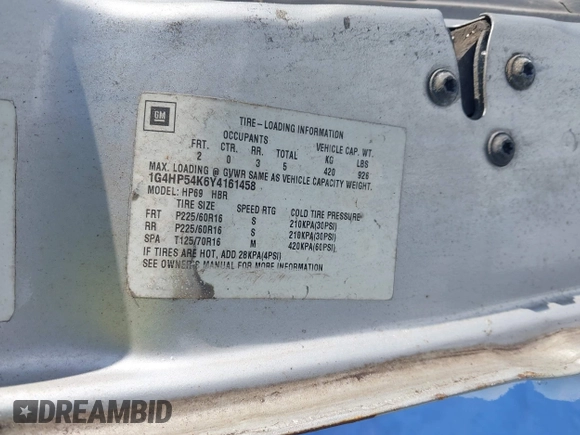 GM
TIRE-LOADING INFORMATION
OCCUPANTS VEHICLE CAP. WT.
FRT. CTR. RR. TOTAL KG LBS
2 0 3 5 420 926
MAX. LOADING @ GVWR SAME AS VEHICLE CAPACITY WEIGHT.
1G4HP54K6Y4161458
MODEL: HP69 HBR
TIRE SIZE SPEED RTG COLD TIRE PRESSURE
FRT P225/60R16 S 210KPA(30PSI)
RR P225/60R16 S 210KPA(30PSI)
SPA T125/70R16 M 420KPA(60PSI)
IF TIRES ARE HOT, ADD 28KPA(4PSI)
SEE OWNER'S MANUAL FOR MORE INFORMATION
DREAMBID